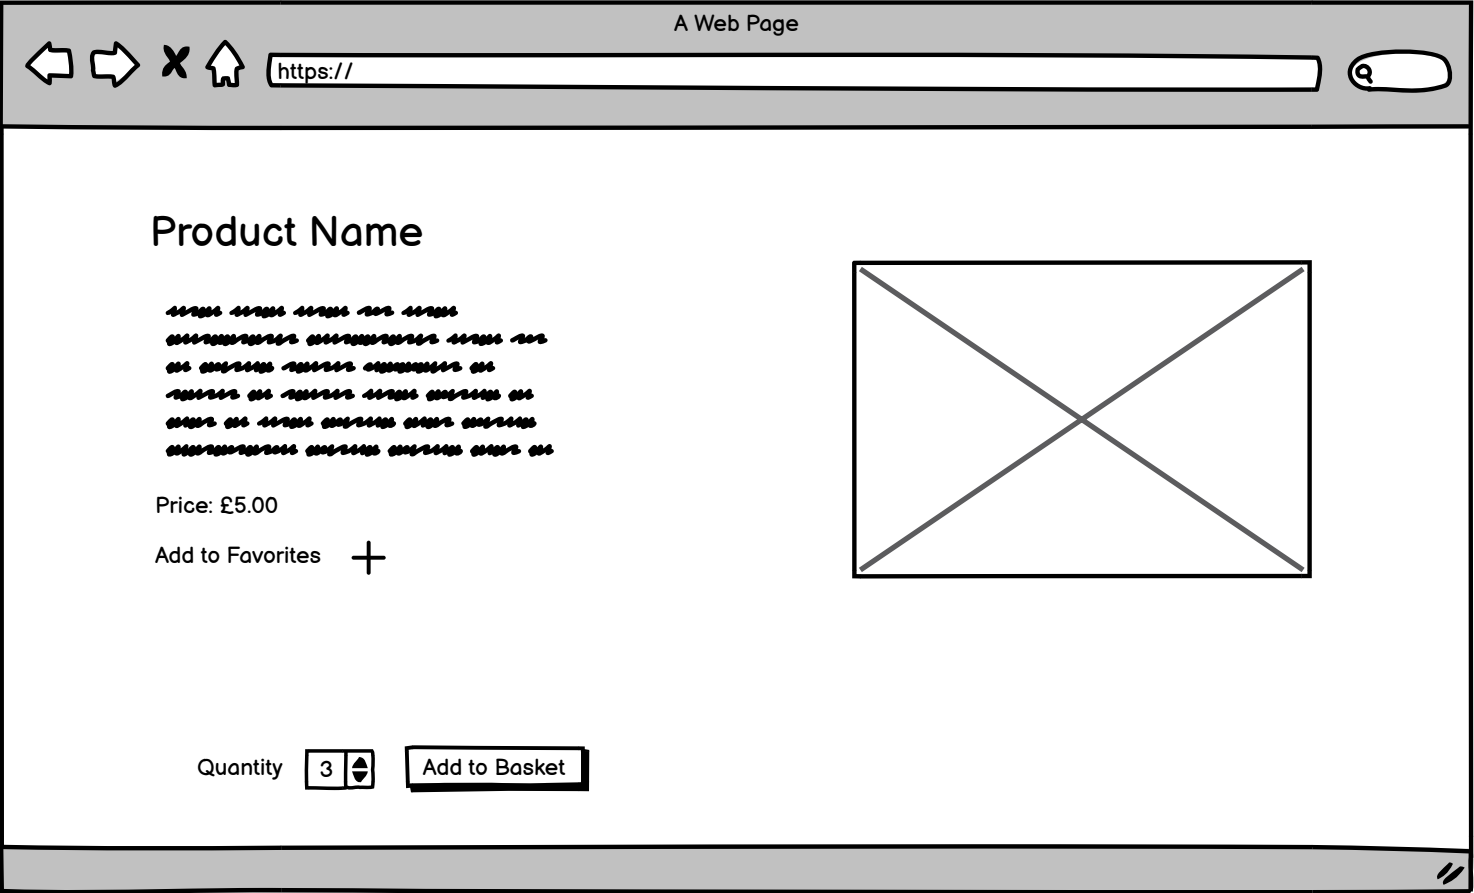 A Web Page
https://
Product Name
Price: £5.00
Add to Favorites
Quantity 3 Add to Basket